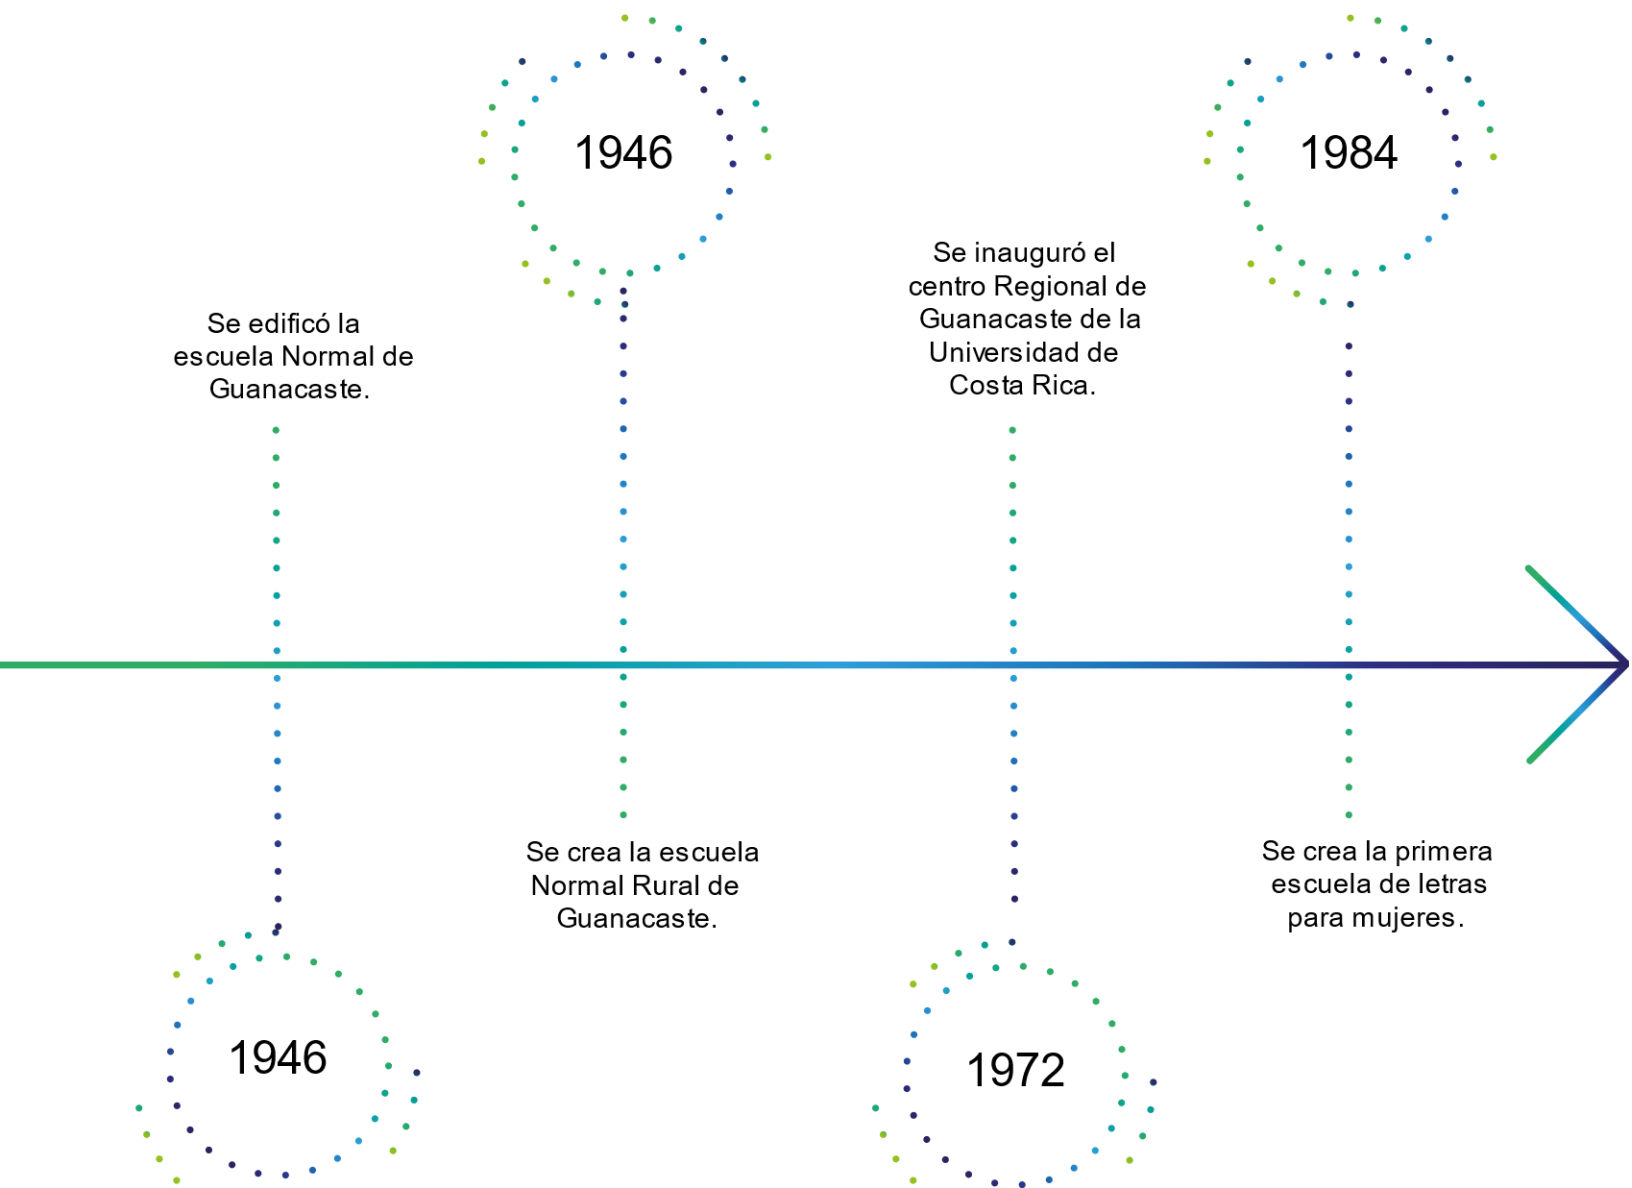 Se edificó la
escuela Normal de
Guanacaste.
1946
1946
Se crea la escuela
Normal Rural de
Guanacaste.
Se inauguró el
centro Regional de
Guanacaste de la
Universidad de
Costa Rica.
1972
1984
Se crea la primera
escuela de letras
para mujeres.